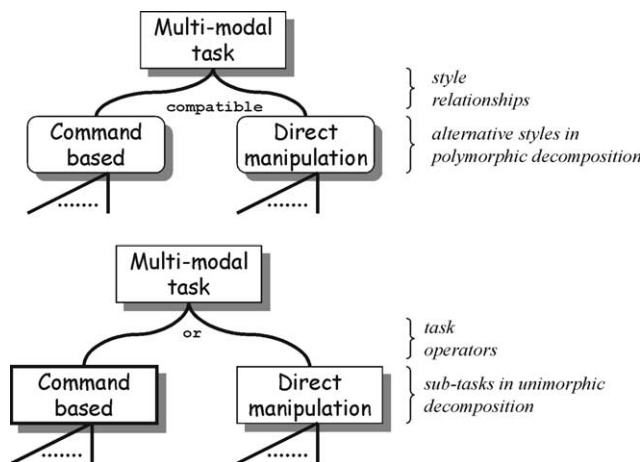 Multi-modal
task
compatible
style
relationships
Command
based
Direct
manipulation
alternative styles in
polymorphic decomposition
.......
.......
Multi-modal
task
or
task
operators
Command
based
Direct
manipulation
sub-tasks in unimorphic
decomposition
.......
.......